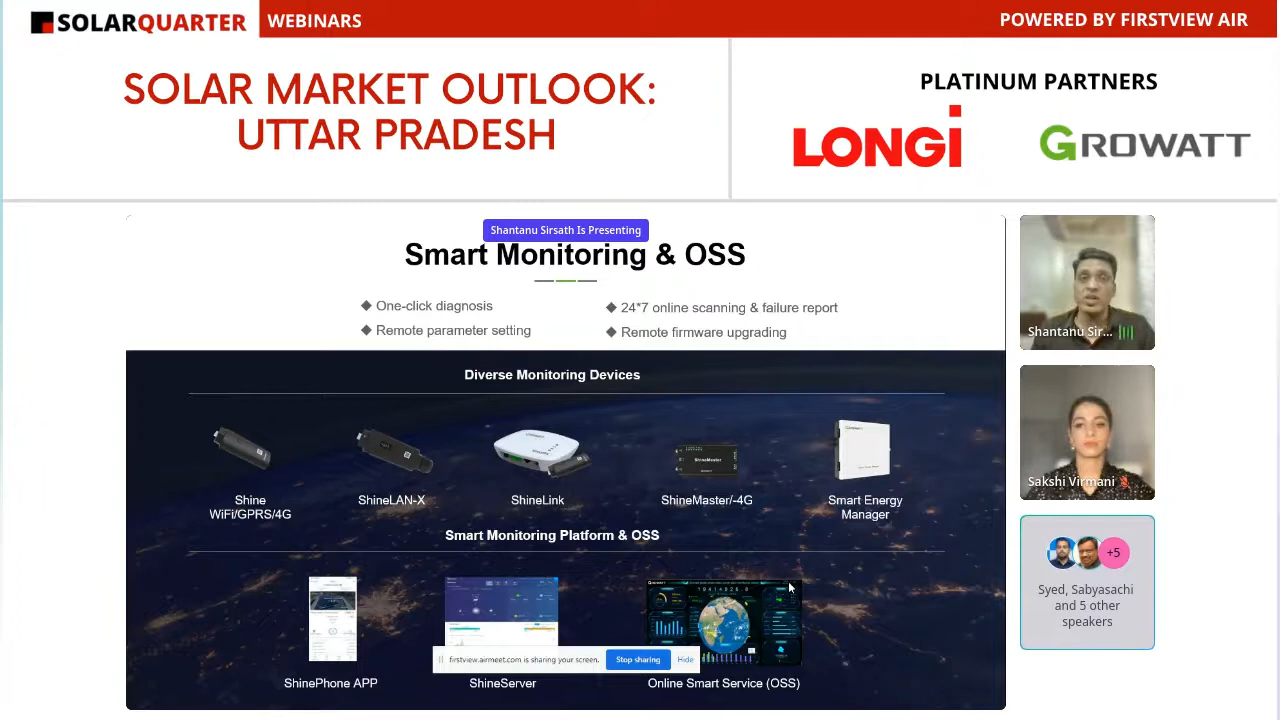 SOLARQUARTER WEBINARS
POWERED BY FIRSTVIEW AIR
SOLAR MARKET OUTLOOK:
UTTAR PRADESH
PLATINUM PARTNERS
LONGi
GROWATT
Shantanu Sirsath Is Presenting
Smart Monitoring & OSS
◆ One-click diagnosis
◆ 24*7 online scanning & failure report
◆ Remote parameter setting
◆ Remote firmware upgrading
Diverse Monitoring Devices
Shine
WiFi/GPRS/4G
ShineLAN-X
ShineLink
ShineMaster
ShineMaster/-4G
Smart Energy
Manager
Smart Monitoring Platform & OSS
firstview.airmeet.com is sharing your screen.
Stop sharing
Hide
ShinePhone APP
ShineServer
Online Smart Service (OSS)
Shantanu Sir...
Sakshi Virmani
+5
Syed, Sabyasachi
and 5 other
speakers